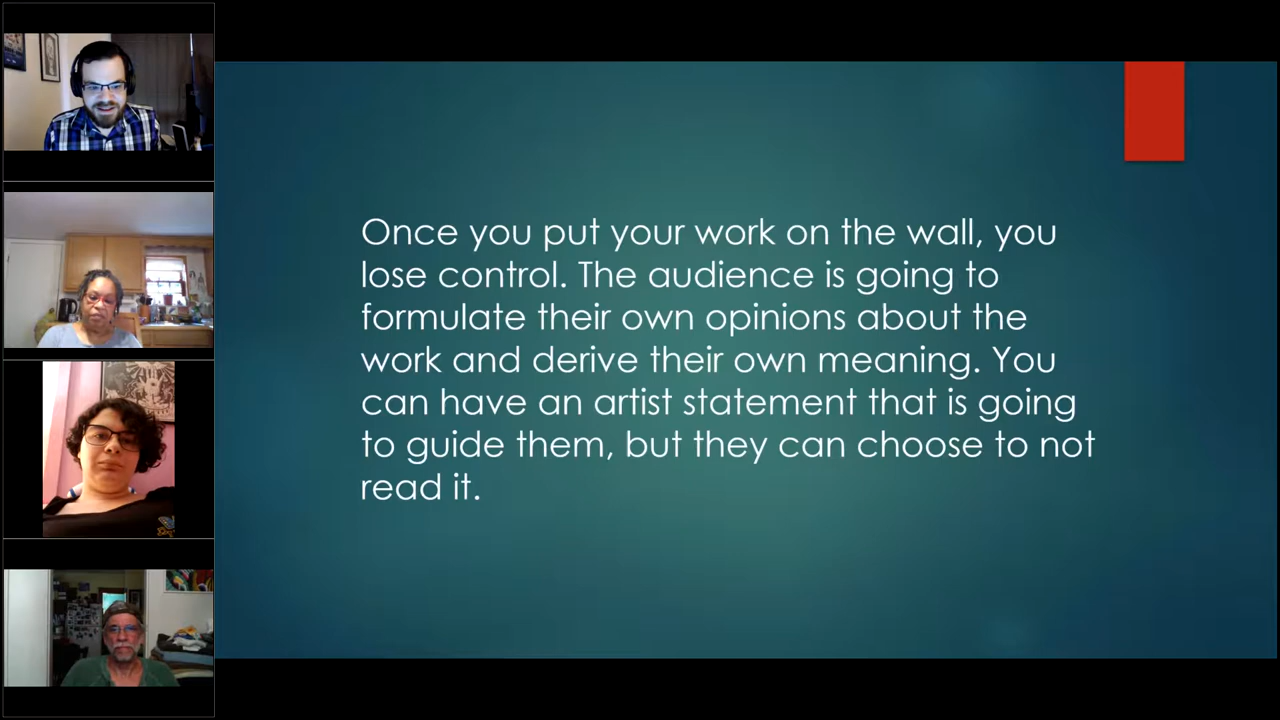 Once you put your work on the wall, you
lose control. The audience is going to
formulate their own opinions about the
work and derive their own meaning. You
can have an artist statement that is going
to guide them, but they can choose to not
read it.